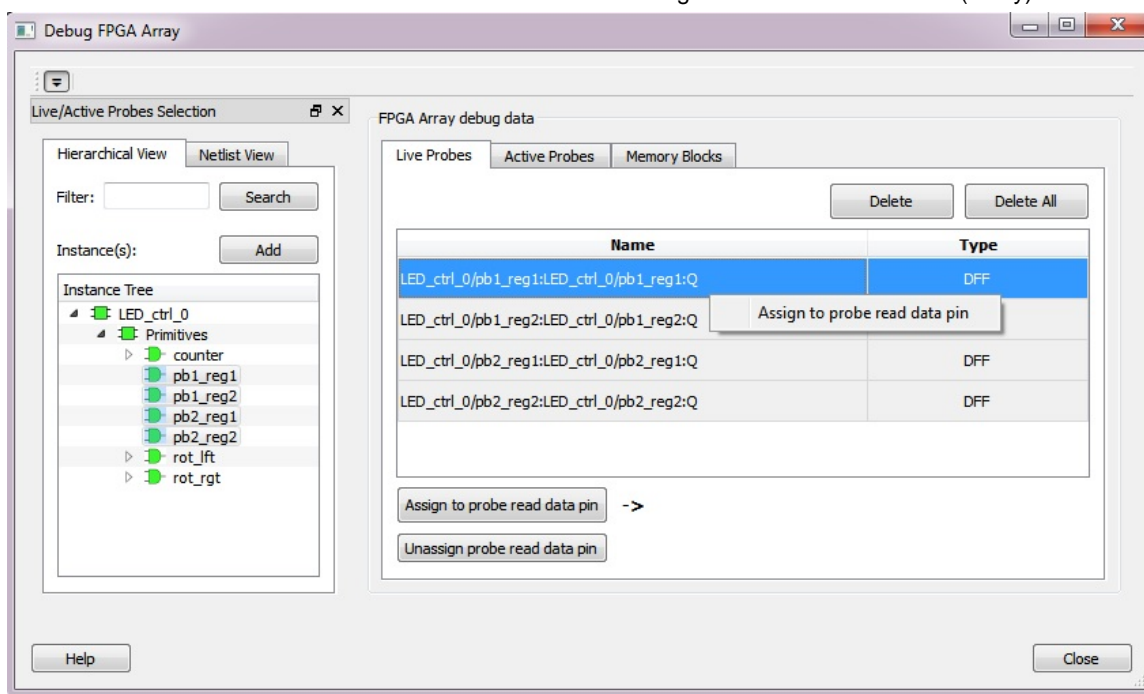 Debug FPGA Array
Live/Active Probes Selection
Hierarchical View Netlist View
Filter: Search
Instance(s): Add
Instance Tree
LED_ctrl_0
Primitives
counter
pb1_reg1
pb1_reg2
pb2_reg1
pb2_reg2
rot_lft
rot_rgt
FPGA Array debug data
Live Probes Active Probes Memory Blocks
Delete Delete All
Name Type
LED_ctrl_0/pb1_reg1:LED_ctrl_0/pb1_reg1:Q DFF
LED_ctrl_0/pb1_reg2:LED_ctrl_0/pb1_reg2:Q
Assign to probe read data pin
LED_ctrl_0/pb2_reg1:LED_ctrl_0/pb2_reg1:Q DFF
LED_ctrl_0/pb2_reg2:LED_ctrl_0/pb2_reg2:Q DFF
Assign to probe read data pin ->
Unassign probe read data pin
Help Close